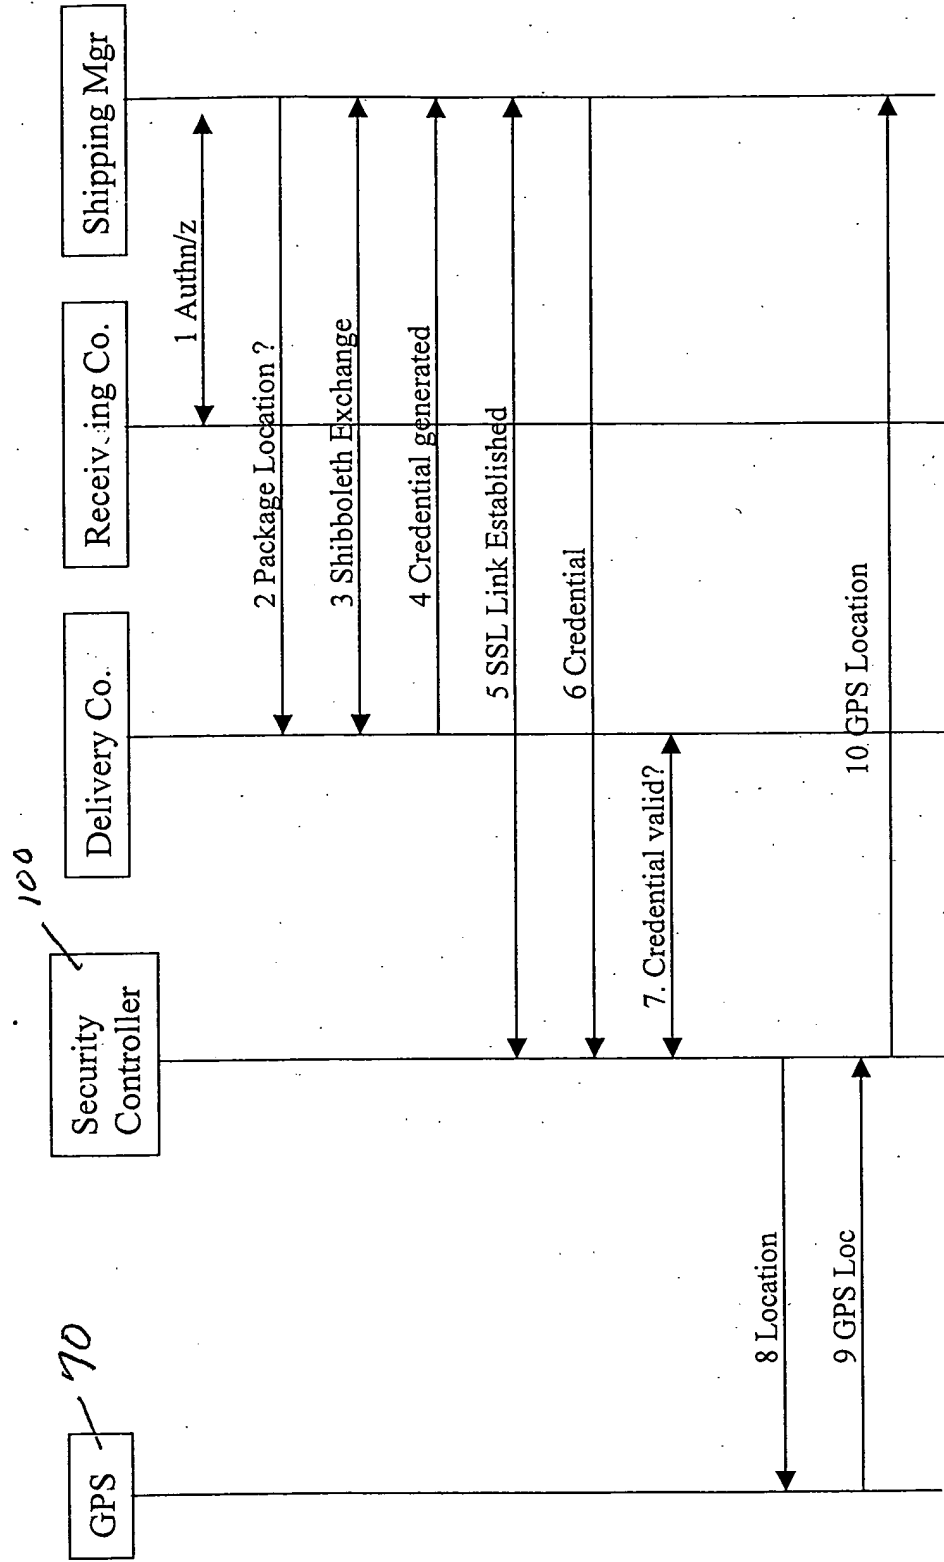 GPS
70
Security
Controller
100
Delivery Co.
Receiving Co.
Shipping Mgr
1 Authn/z
2 Package Location ?
3 Shibboleth Exchange
4 Credential generated
5 SSL Link Established
6 Credential
7. Credential valid?
8 Location
9 GPS Loc
10 GPS Location